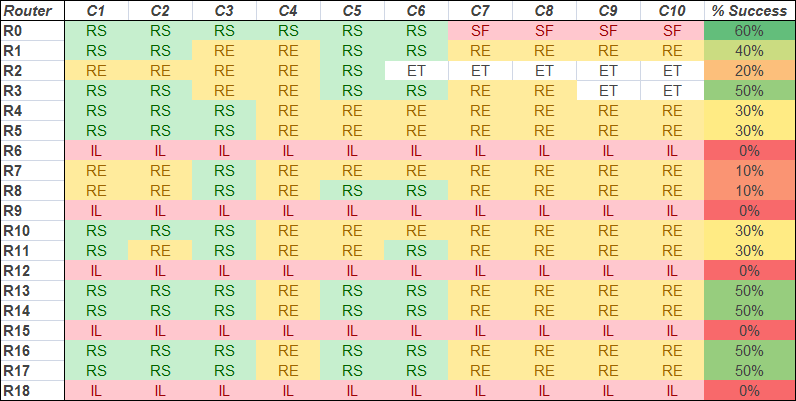 Router C1 C2 C3 C4 C5 C6 C7 C8 C9 C10 % Success
R0 RS RS RS RS RS RS SF SF SF SF 60%
R1 RS RS RE RE RS RS RE RE RE RE 40%
R2 RE RE RE RE RS ET ET ET ET ET 20%
R3 RS RS RE RE RS RS RE RE ET ET 50%
R4 RS RS RS RE RE RE RE RE RE RE 30%
R5 RS RS RS RE RE RE RE RE RE RE 30%
R6 IL IL IL IL IL IL IL IL IL IL 0%
R7 RE RE RS RE RE RE RE RE RE RE 10%
R8 RE RE RS RE RS RS RE RE RE RE 10%
R9 IL IL IL IL IL IL IL IL IL IL 0%
R10 RS RS RS RE RE RE RE RE RE RE 30%
R11 RS RE RS RE RE RS RE RE RE RE 30%
R12 IL IL IL IL IL IL IL IL IL IL 0%
R13 RS RS RS RE RS RS RE RE RE RE 50%
R14 RS RS RS RE RS RS RE RE RE RE 50%
R15 IL IL IL IL IL IL IL IL IL IL 0%
R16 RS RS RS RE RS RS RE RE RE RE 50%
R17 RS RS RS RE RS RS RE RE RE RE 50%
R18 IL IL IL IL IL IL IL IL IL IL 0%